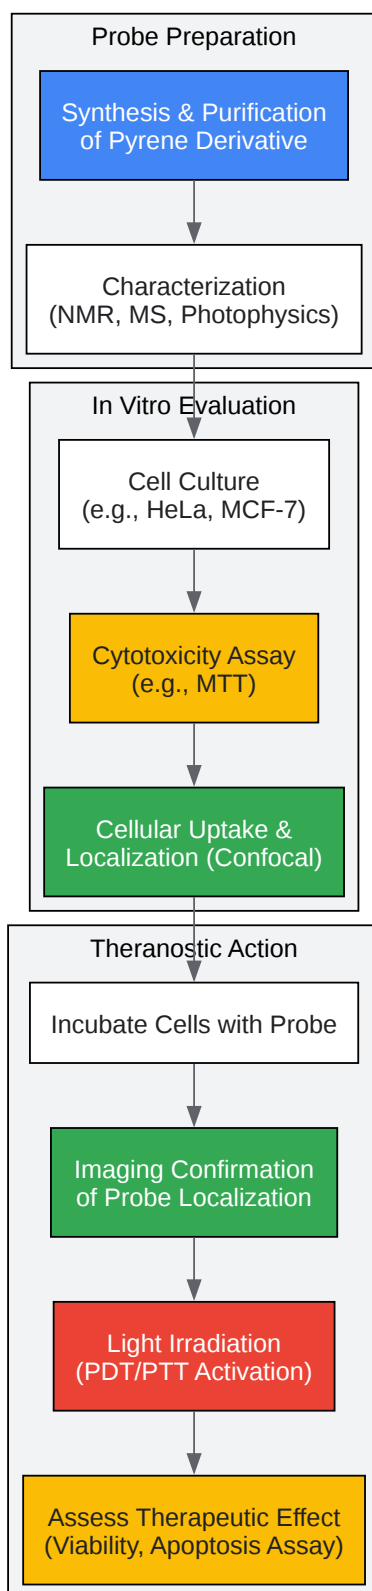 Probe Preparation
Synthesis & Purification
of Pyrene Derivative
Characterization
(NMR, MS, Photophysics)
In Vitro Evaluation
Cell Culture
(e.g., HeLa, MCF-7)
Cytotoxicity Assay
(e.g., MTT)
Cellular Uptake &
Localization (Confocal)
Theranostic Action
Incubate Cells with Probe
Imaging Confirmation
of Probe Localization
Light Irradiation
(PDT/PTT Activation)
Assess Therapeutic Effect
(Viability, Apoptosis Assay)